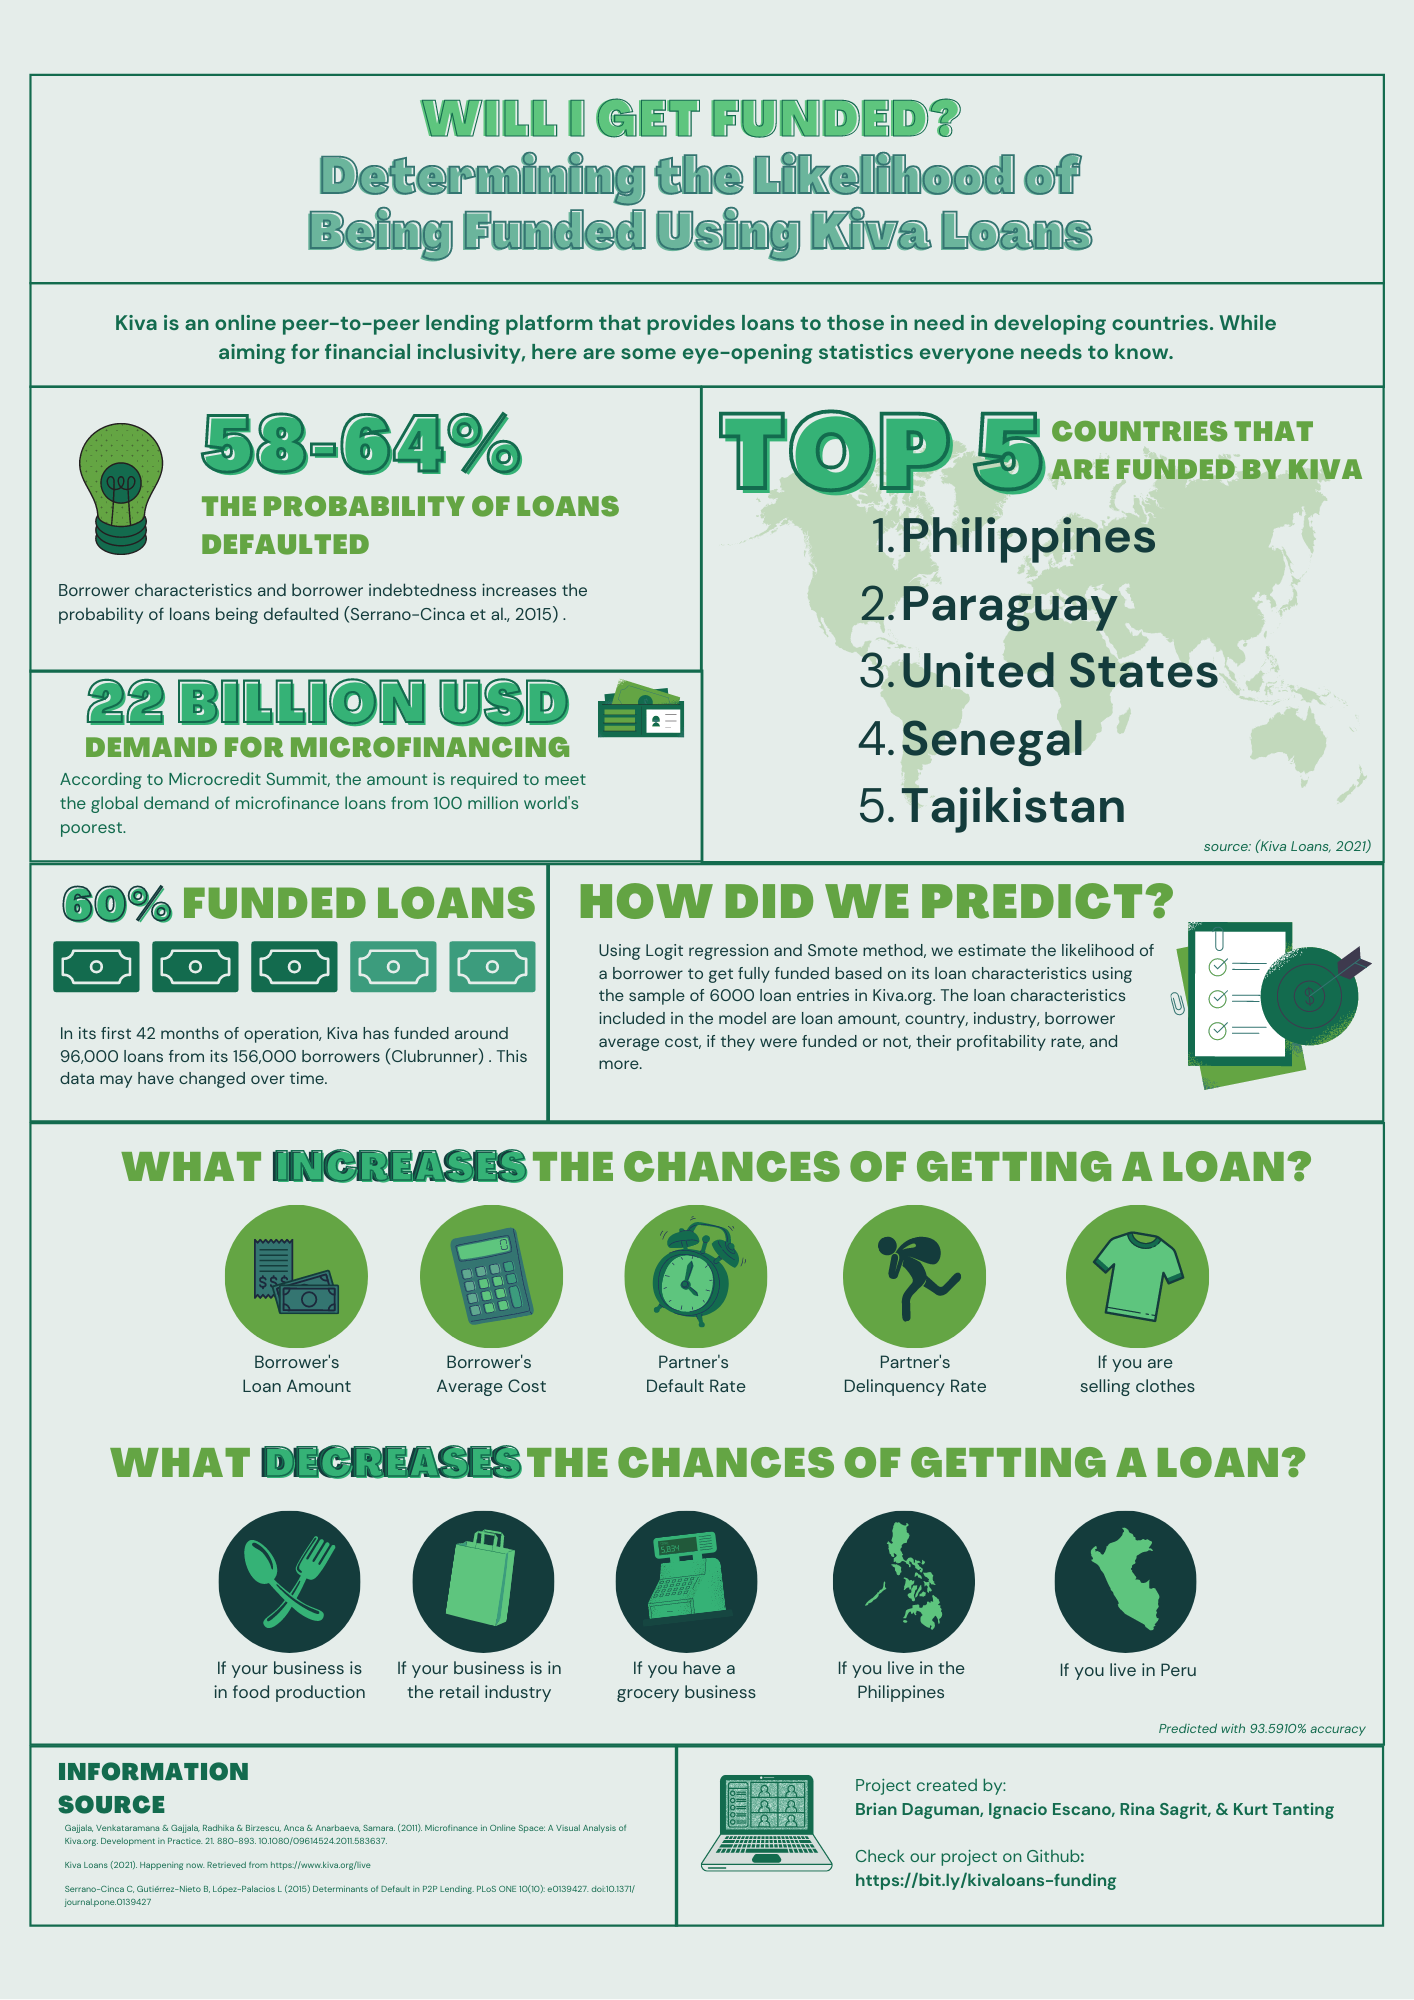 WILL I GET FUNDED?
Determining the Likelihood of
Being Funded Using Kiva Loans
Kiva is an online peer-to-peer lending platform that provides loans to those in need in developing countries. While
aiming for financial inclusivity, here are some eye-opening statistics everyone needs to know.
58-64%
THE PROBABILITY OF LOANS
DEFAULTED
Borrower characteristics and borrower indebtedness increases the
probability of loans being defaulted (Serrano-Cinca et al., 2015) .
22 BILLION USD
DEMAND FOR MICROFINANCING
According to Microcredit Summit, the amount is required to meet
the global demand of microfinance loans from 100 million world's
poorest.
TOP 5
COUNTRIES THAT
ARE FUNDED BY KIVA
1. Philippines
2. Paraguay
3. United States
4. Senegal
5. Tajikistan
source: (Kiva Loans, 2021)
60% FUNDED LOANS
In its first 42 months of operation, Kiva has funded around
96,000 loans from its 156,000 borrowers (Clubrunner) . This
data may have changed over time.
HOW DID WE PREDICT?
Using Logit regression and Smote method, we estimate the likelihood of
a borrower to get fully funded based on its loan characteristics using
the sample of 6000 loan entries in Kiva.org. The loan characteristics
included in the model are loan amount, country, industry, borrower
average cost, if they were funded or not, their profitability rate, and
more.
WHAT INCREASES THE CHANCES OF GETTING A LOAN?
$$$
Borrower's
Loan Amount
0
Borrower's
Average Cost
Partner's
Default Rate
Partner's
Delinquency Rate
If you are
selling clothes
WHAT DECREASES THE CHANCES OF GETTING A LOAN?
If your business is
in food production
If your business is in
the retail industry
If you have a
grocery business
If you live in the
Philippines
If you live in Peru
Predicted with 93.5910% accuracy
INFORMATION
SOURCE
Gajjala, Venkataramana & Gajjala, Radhika & Birzescu, Anca & Anarbaeva, Samara. (2011). Microfinance in Online Space: A Visual Analysis of
Kiva.org. Development in Practice. 21. 880-893. 10.1080/09614524.2011.583637.
Kiva Loans (2021). Happening now. Retrieved from https://www.kiva.org/live
Serrano-Cinca C, Gutiérrez-Nieto B, López-Palacios L (2015) Determinants of Default in P2P Lending. PLoS ONE 10(10): e0139427. doi:10.1371/
journal.pone.0139427
Project created by:
Brian Daguman, Ignacio Escano, Rina Sagrit, & Kurt Tanting
Check our project on Github:
https://bit.ly/kivaloans-funding